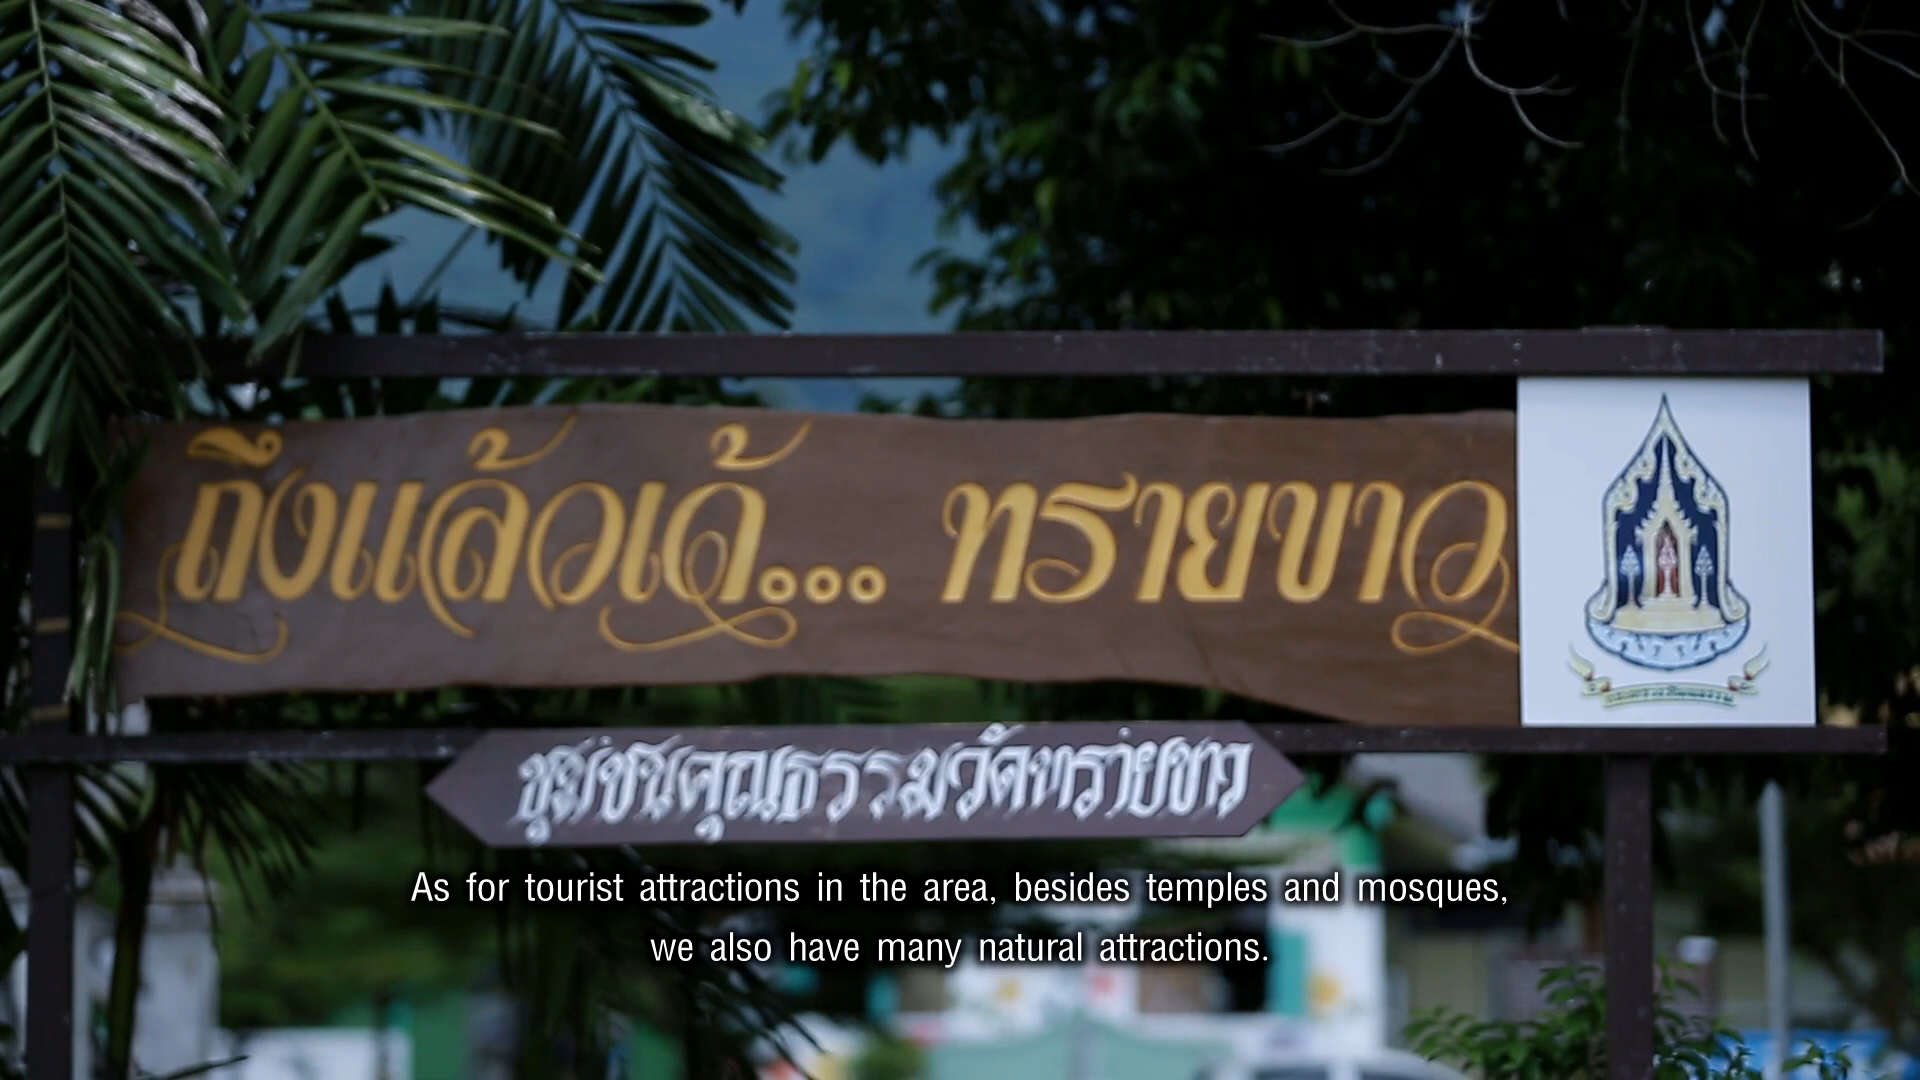 ถึงแล้วเด้... ทรายขาว
ชุมชนคุณธรรมวัดทรายขาว
As for tourist attractions in the area, besides temples and mosques,
we also have many natural attractions.